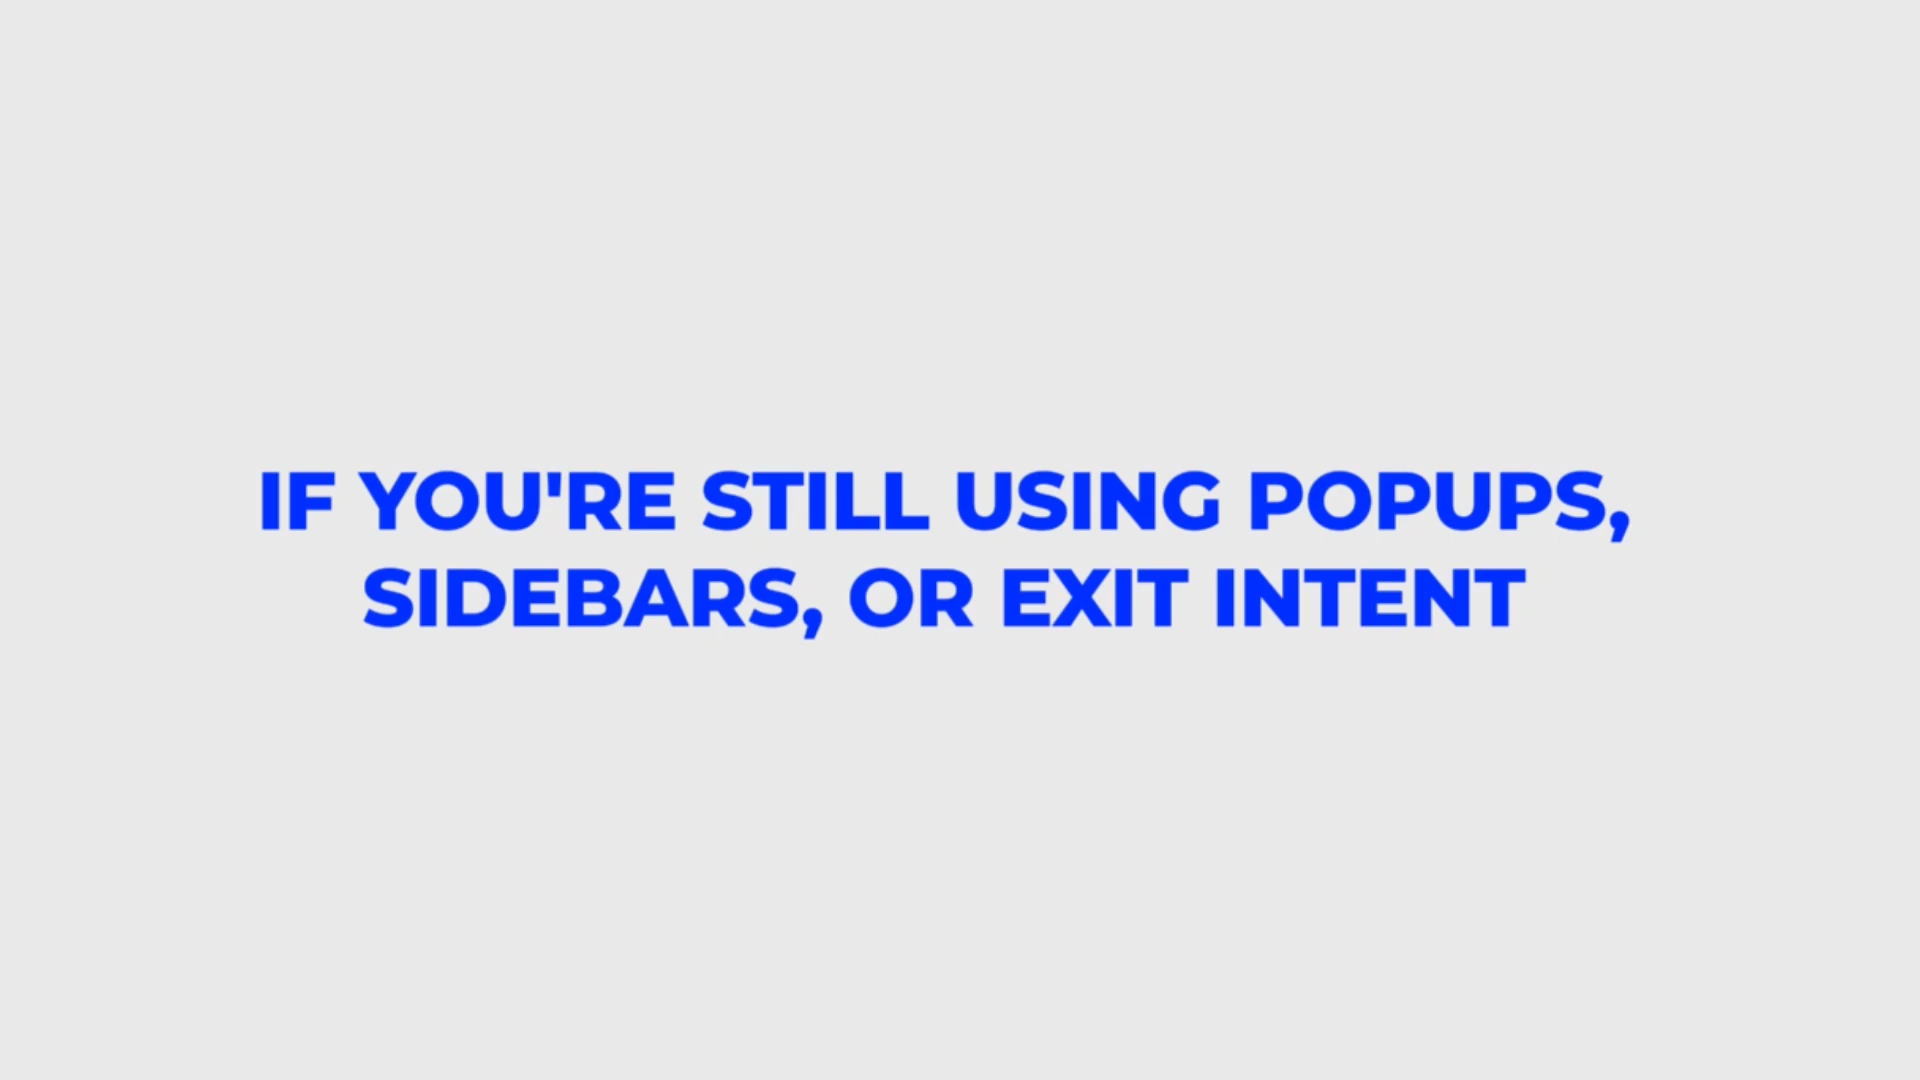 IF YOU'RE STILL USING POPUPS,
SIDEBARS, OR EXIT INTENT